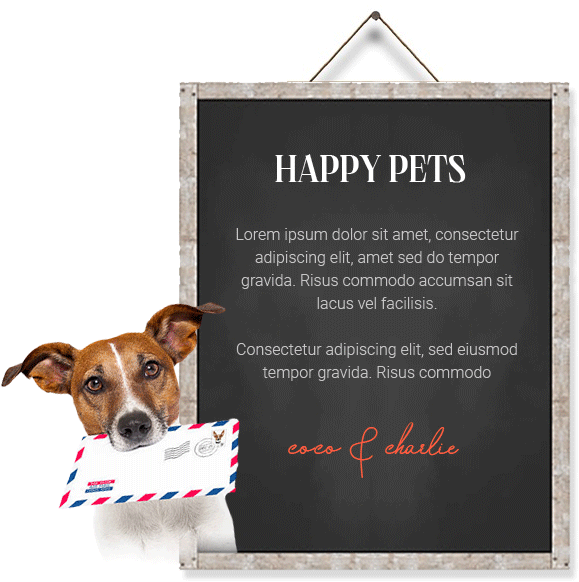 HAPPY PETS
Lorem ipsum dolor sit amet, consectetur
adipiscing elit, amet sed do tempor
gravida. Risus commodo accumsan sit
lacus vel facilisis.
Consectetur adipiscing elit, sed eiusmod
tempor gravida. Risus commodo
coco & charlie